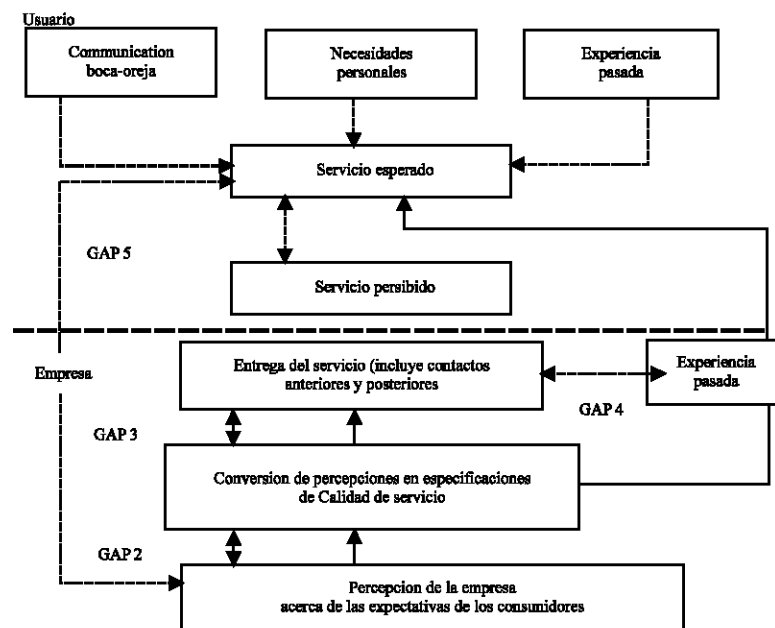 Usuario
Communication
boca-oreja
Necesidades
personales
Experiencia
pasada
Servicio esperado
GAP 5
Servicio persibido
Empresa
Entrega del servicio (incluye contactos
anteriores y posteriores
Experiencia
pasada
GAP 4
GAP 3
Conversion de percepciones en especificaciones
de Calidad de servicio
GAP 2
Percepcion de la empresa
acerca de las expectativas de los consumidores